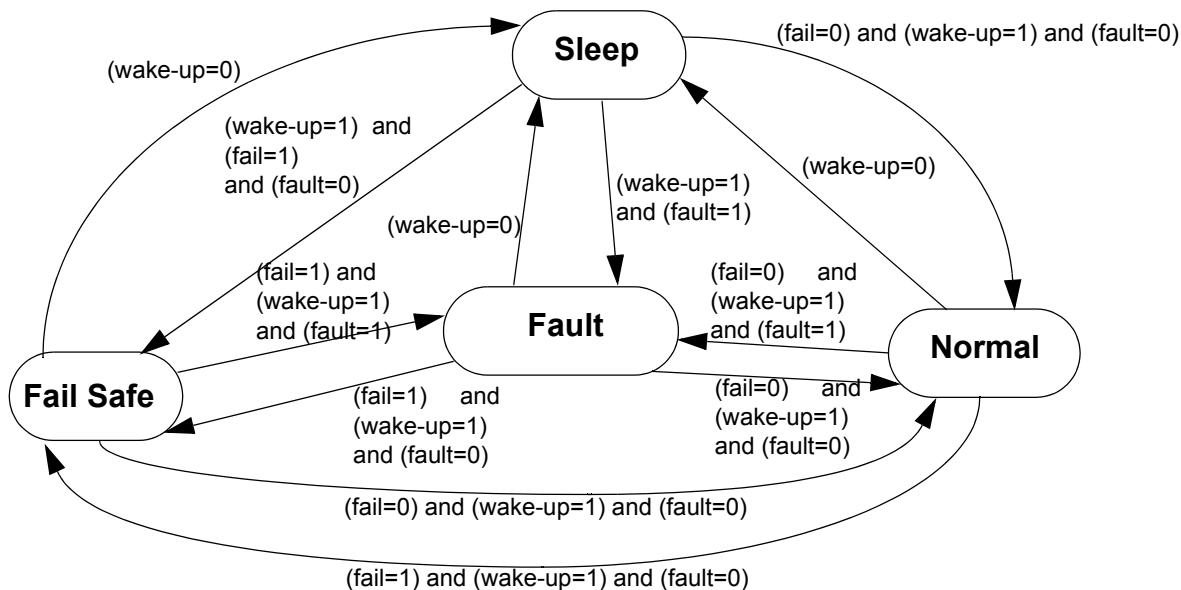 Sleep
(fail=0) and (wake-up=1) and (fault=0)
(wake-up=0)
(wake-up=1) and
(fail=1)
and (fault=0)
(wake-up=0)
(wake-up=1)
and (fault=1)
(wake-up=0)
(fail=1) and
(wake-up=1)
and (fault=1)
(fail=0) and
(wake-up=1)
and (fault=1)
Fault
Normal
Fail Safe
(fail=1) and
(wake-up=1)
and (fault=0)
(fail=0) and
(wake-up=1)
and (fault=0)
(fail=0) and (wake-up=1) and (fault=0)
(fail=1) and (wake-up=1) and (fault=0)